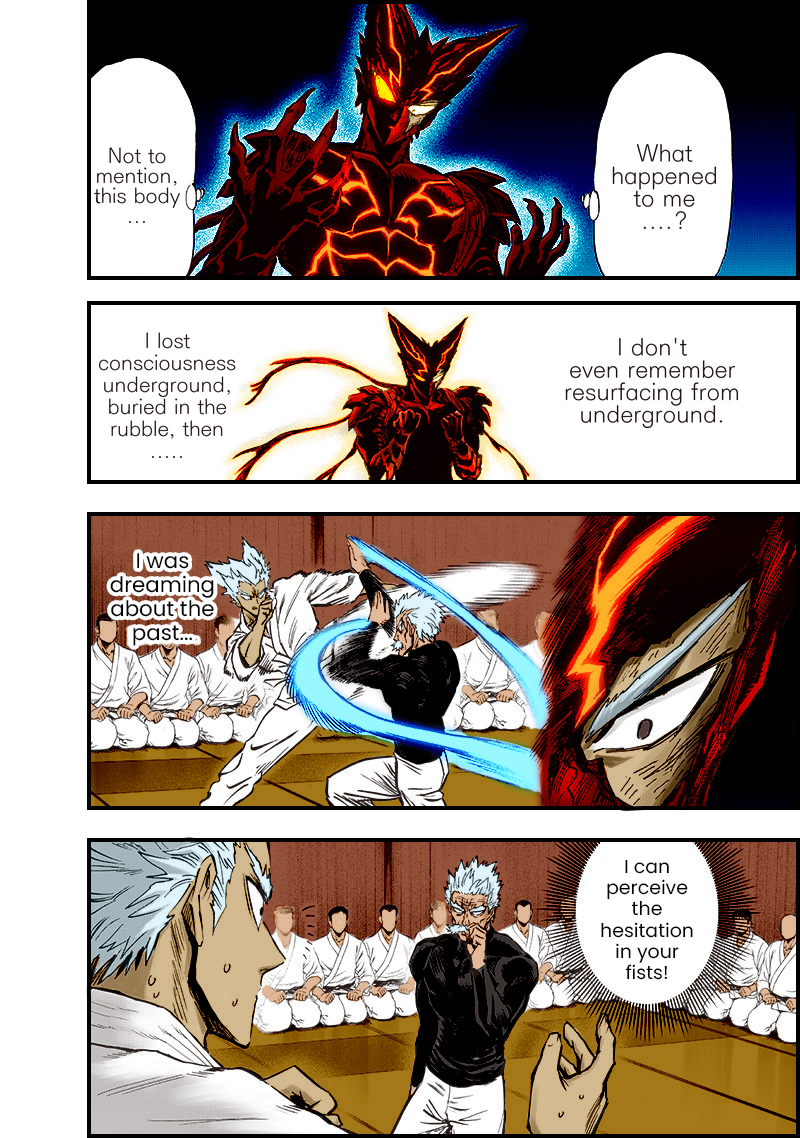 What
happened
to me
....?
Not to
mention,
this body
...
I don't
even remember
resurfacing from
underground.
I lost
consciousness
underground,
buried in the
rubble, then
.....
I was
dreaming
about the
past...
I can
perceive
the
hesitation
in your
fists!